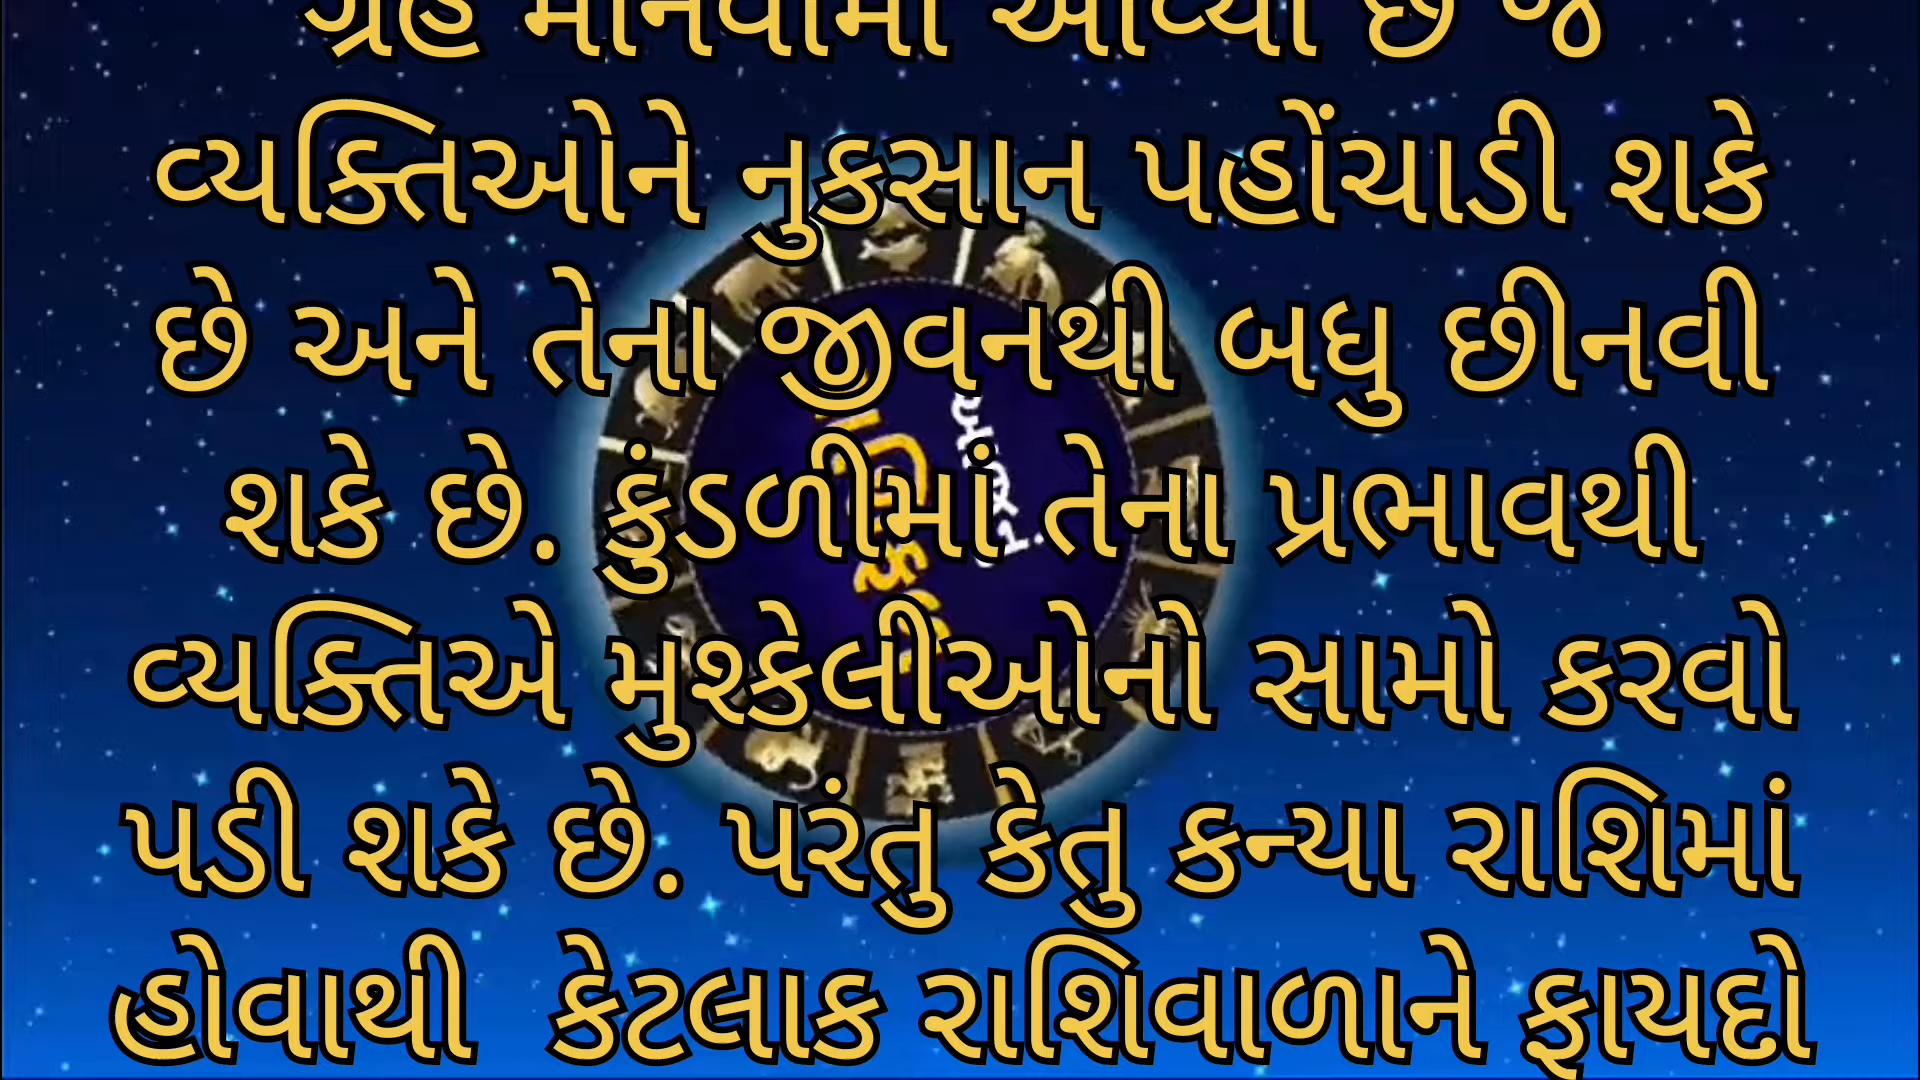 ગ્રહ માનવામાં આવ્યો છે જે
વ્યક્તિઓને નુકસાન પહોંચાડી શકે
છે અને તેના જીવનથી બધુ છીનવી
શકે છે. કુંડળીમાં તેના પ્રભાવથી
વ્યક્તિએ મુશ્કેલીઓનો સામો કરવો
પડી શકે છે. પરંતુ કેતુ કન્યા રાશિમાં
હોવાથી કેટલાક રાશિવાળાને ફાયદો